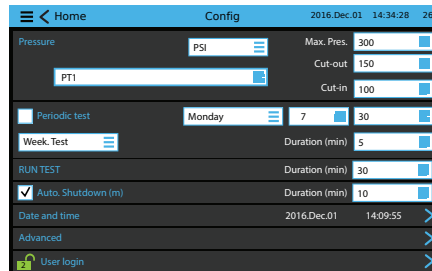 Home Config 2016.Dec.01 14:34:28 26
Pressure PSI Max. Pres. 300
Cut-out 150
PT1
Cut-in 100
Periodic test Monday 7 30
Week. Test Duration (min) 5
RUN TEST Duration (min) 30
Auto. Shutdown (m) Duration (min) 10
Date and time 2016.Dec.01 14:09:55
Advanced
2 User login